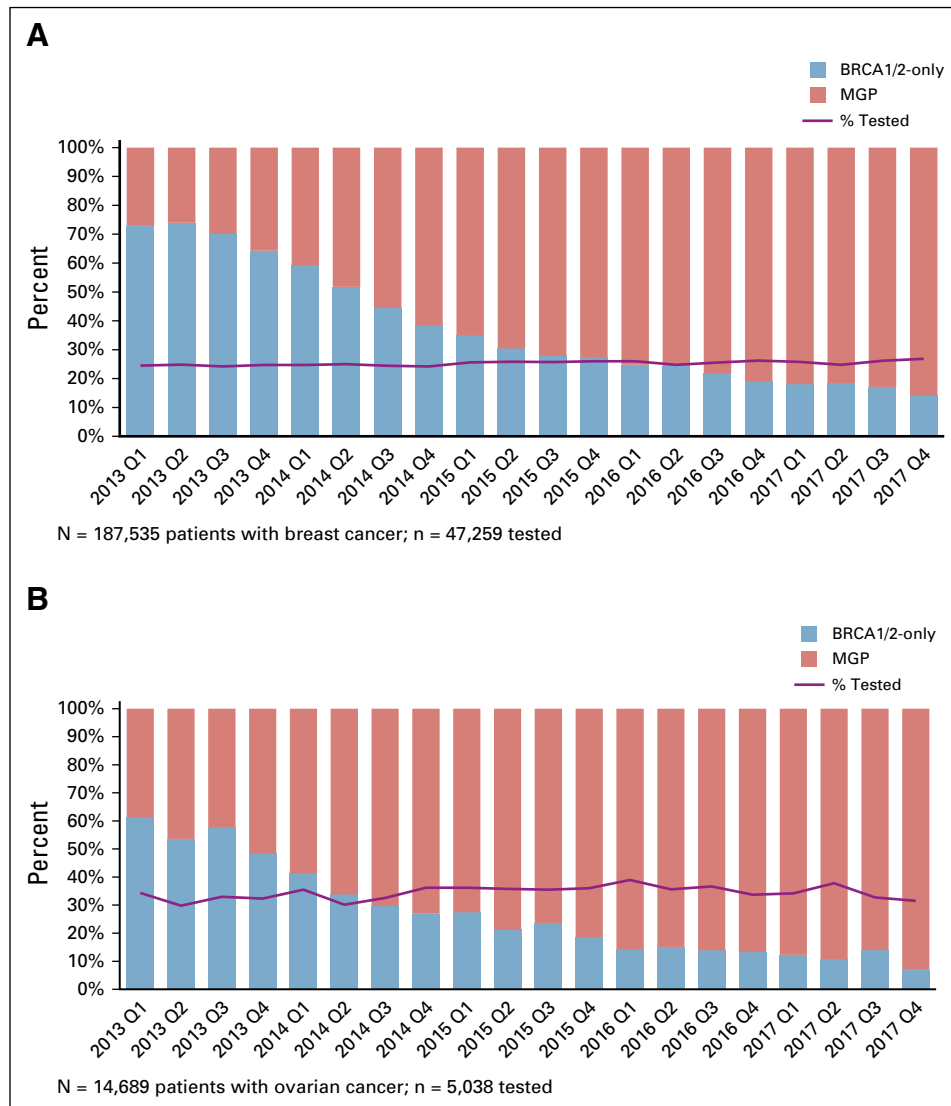 A
BRCA1/2-only
MGP
% Tested
100%
90%
80%
70%
60%
50%
40%
30%
20%
10%
0%
Percent
2013 Q1
2013 Q2
2013 Q3
2013 Q4
2014 Q1
2014 Q2
2014 Q3
2014 Q4
2015 Q1
2015 Q2
2015 Q3
2015 Q4
2016 Q1
2016 Q2
2016 Q3
2016 Q4
2017 Q1
2017 Q2
2017 Q3
2017 Q4
N = 187,535 patients with breast cancer; n = 47,259 tested
B
BRCA1/2-only
MGP
% Tested
100%
90%
80%
70%
60%
50%
40%
30%
20%
10%
0%
Percent
2013 Q1
2013 Q2
2013 Q3
2013 Q4
2014 Q1
2014 Q2
2014 Q3
2014 Q4
2015 Q1
2015 Q2
2015 Q3
2015 Q4
2016 Q1
2016 Q2
2016 Q3
2016 Q4
2017 Q1
2017 Q2
2017 Q3
2017 Q4
N = 14,689 patients with ovarian cancer; n = 5,038 tested